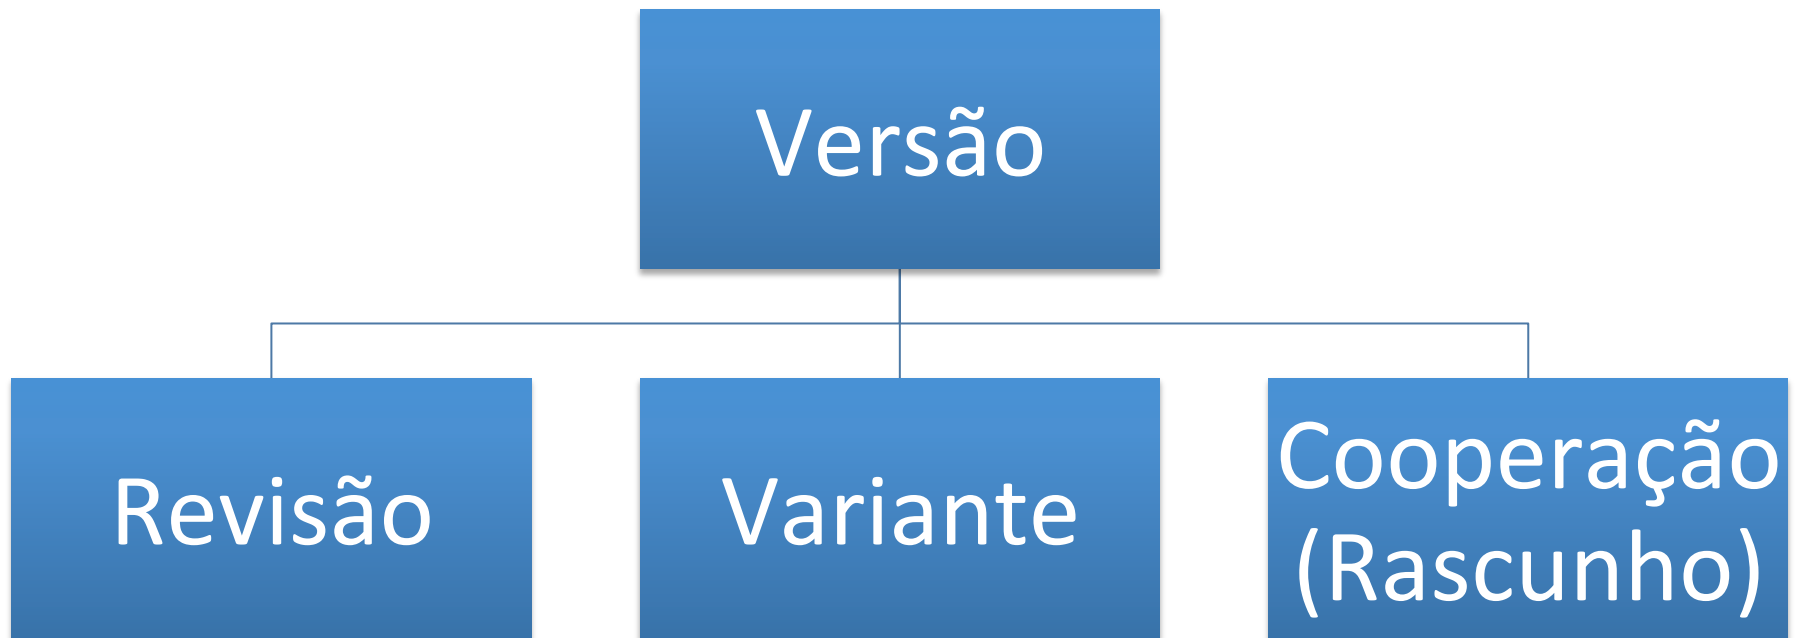 Versão
Revisão
Variante
Cooperação
(Rascunho)